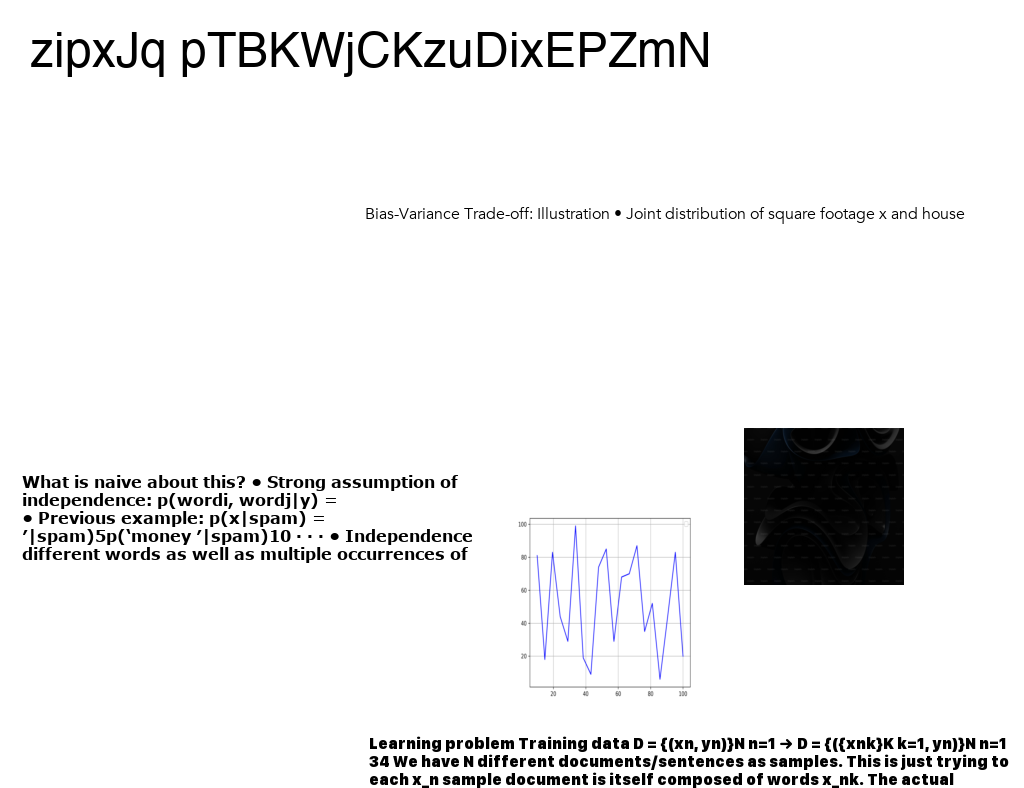 zipxJq pTBKWjCKzuDixEPZmN
Bias-Variance Trade-off: Illustration • Joint distribution of square footage x and house
What is naive about this? • Strong assumption of
independence: p(wordi, wordj|y) =
• Previous example: p(x|spam) =
’|spam)5p(‘money ’|spam)10 · · · • Independence
different words as well as multiple occurrences of
100
80
60
40
20
20 40 60 80 100
Learning problem Training data D = {(xn, yn)}N n=1 → D = {({xnk}K k=1, yn)}N n=1
34 We have N different documents/sentences as samples. This is just trying to
each x_n sample document is itself composed of words x_nk. The actual